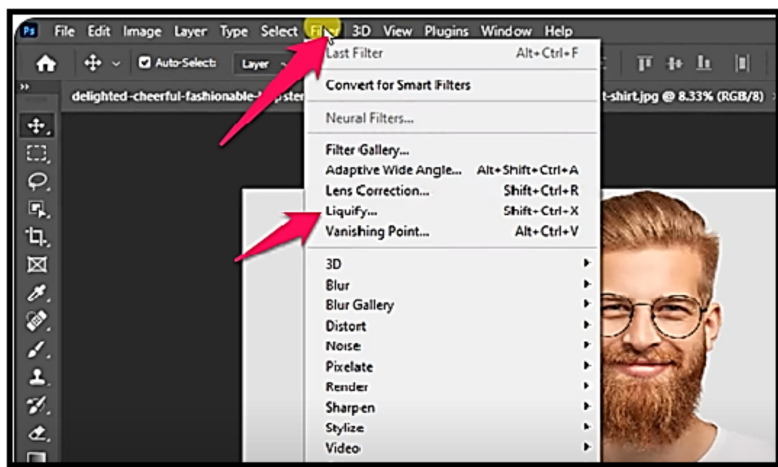 Ps File Edit Image Layer Type Select Filter 3D View Plugins Window Help
Auto-Select: Layer
delighted-cheerful-fashionable- t-shirt.jpg @ 8.33% (RGB/8)
Last Filter Alt+Ctrl+F
Convert for Smart Filters
Neural Filters...
Filter Gallery...
Adaptive Wide Angle... Alt+Shift+Ctrl+A
Lens Correction... Shift+Ctrl+R
Liquify... Shift+Ctrl+X
Vanishing Point... Alt+Ctrl+V
3D
Blur
Blur Gallery
Distort
Noise
Pixelate
Render
Sharpen
Stylize
Video